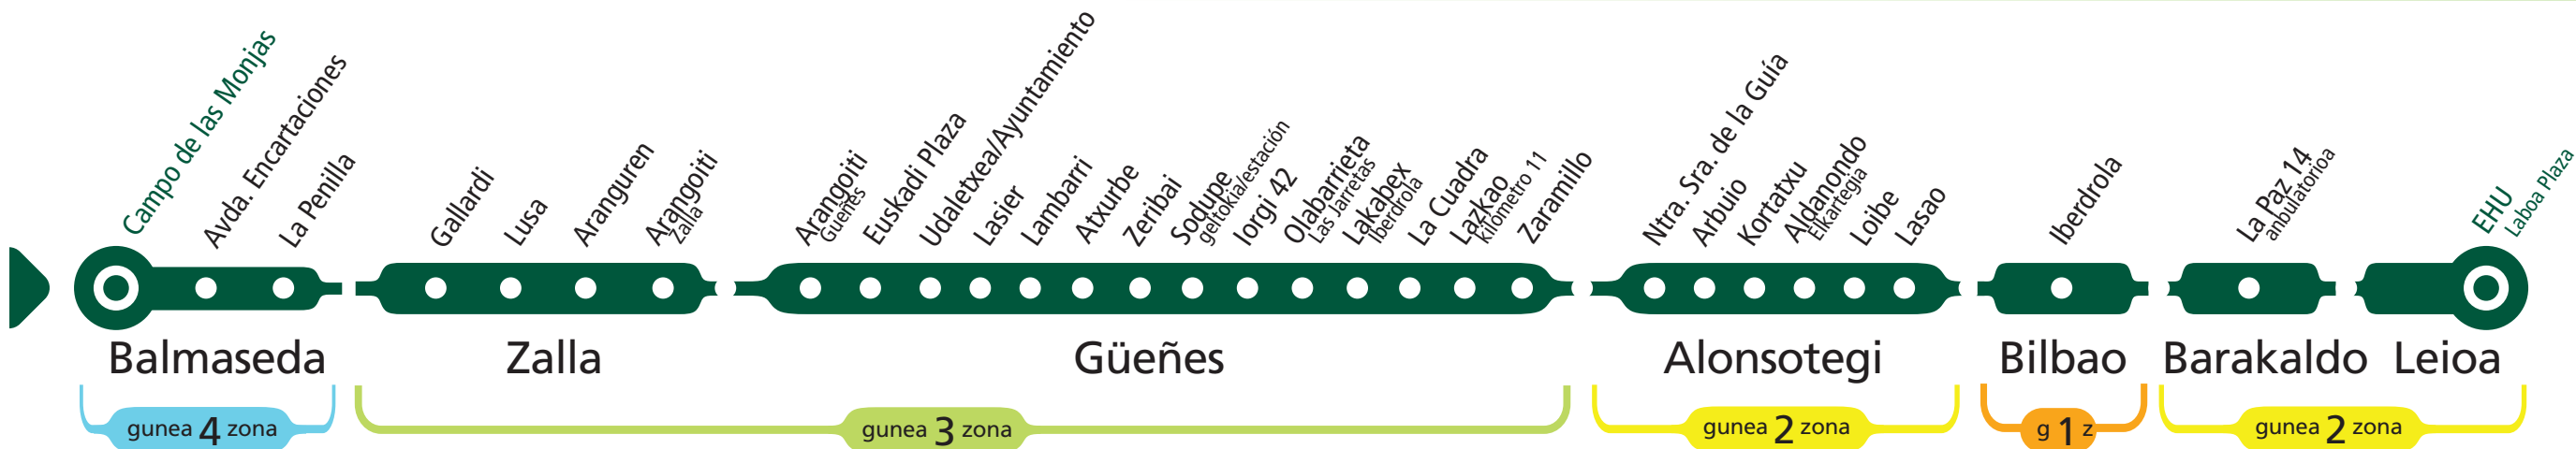 Campo de las Monjas
Avda. Encartaciones
La Penilla
Gallardi
Lusa
Aranguren
Arangoiti
Zalla
Arangoiti
Gueñes
Euskadi Plaza
Udaletxea/Ayuntamiento
Lasier
Lambarri
Atxurbe
Zeribai
Sodupe
geltokia/estación
Iorgi 42
Olabarrieta
Las Jarretas
Lakabex
Iberdrola
La Cuadra
Lazkao
kilometro 11
Zaramillo
Ntra. Sra. de la Guía
Arbuio
Kortatxu
Aldanondo
Elkartegia
Loibe
Lasao
Iberdrola
La Paz 14
anbulatorioa
EHU
Laboa Plaza
Balmaseda
Zalla
Güeñes
Alonsotegi
Bilbao
Barakaldo
Leioa
gunea 4 zona
gunea 3 zona
gunea 2 zona
g 1 z
gunea 2 zona